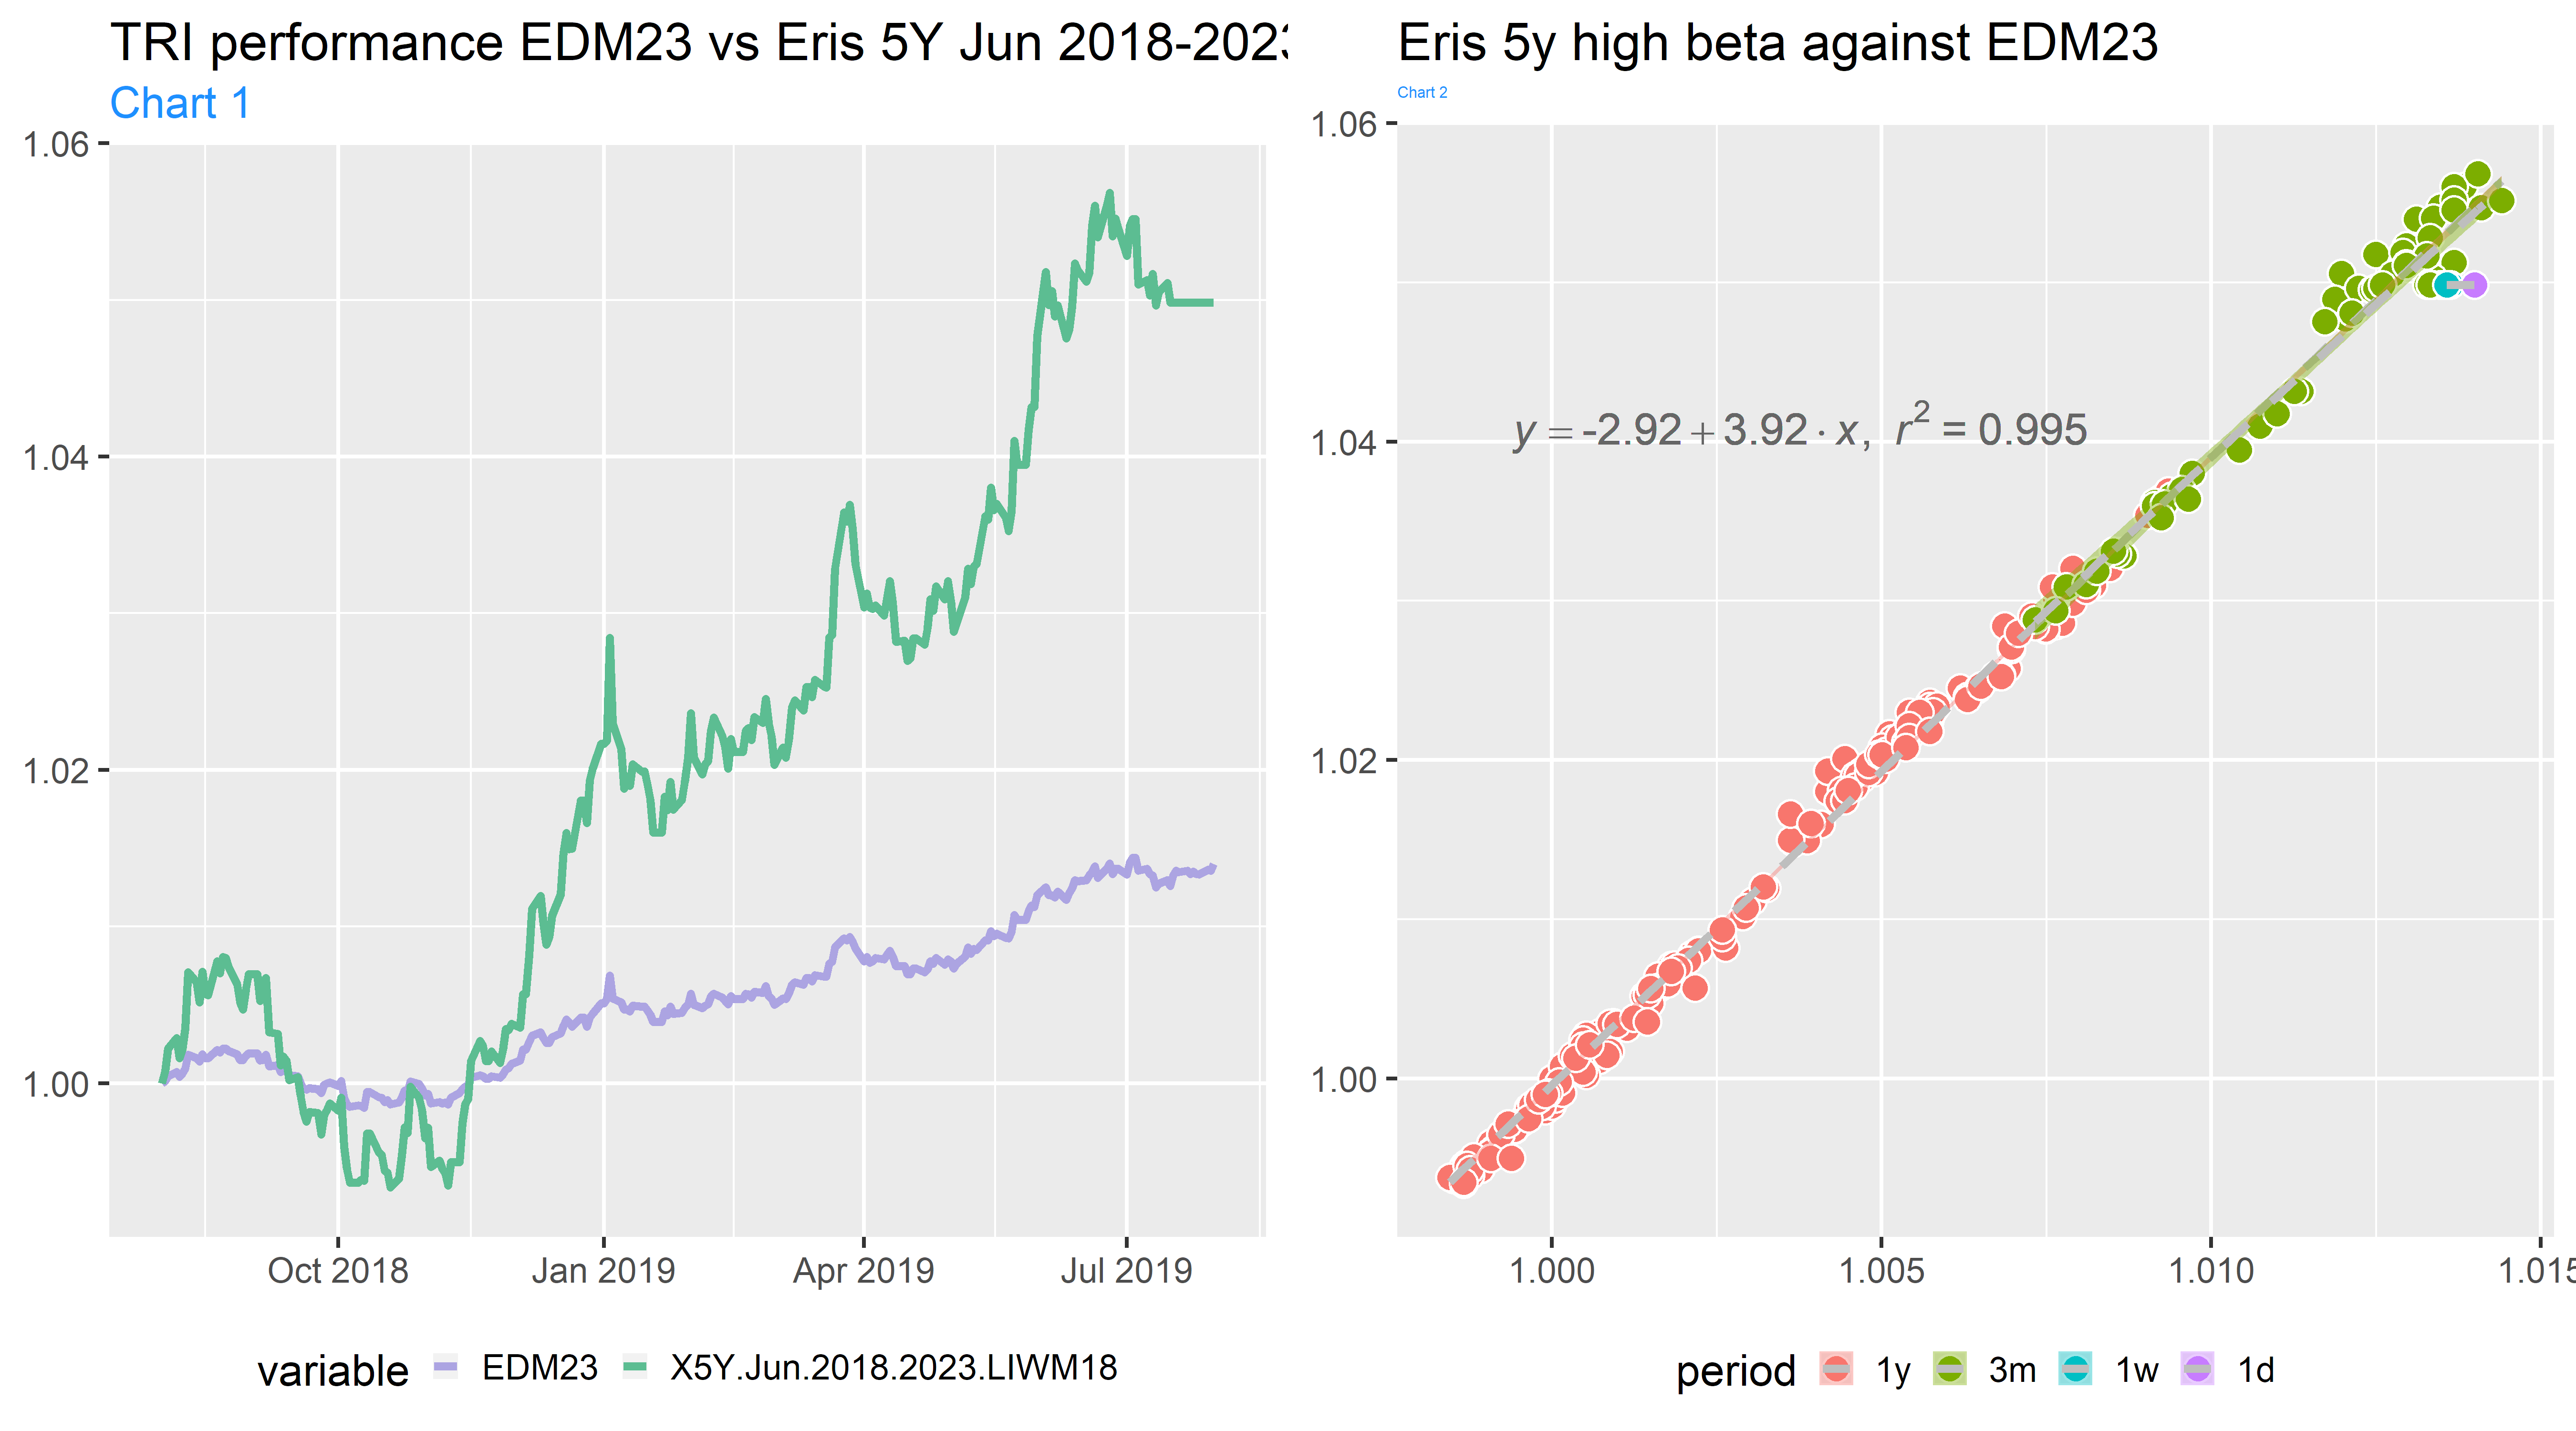 TRI performance EDM23 vs Eris 5Y Jun 2018-202
Chart 1
1.06
1.04
1.02
1.00
Oct 2018 Jan 2019 Apr 2019 Jul 2019
variable EDM23 X5Y.Jun.2018.2023.LIWM18
Eris 5y high beta against EDM23
Chart 2
1.06
1.04
1.02
1.00
y = -2.92 + 3.92 · x, r² = 0.995
1.000 1.005 1.010 1.015
period 1y 3m 1w 1d